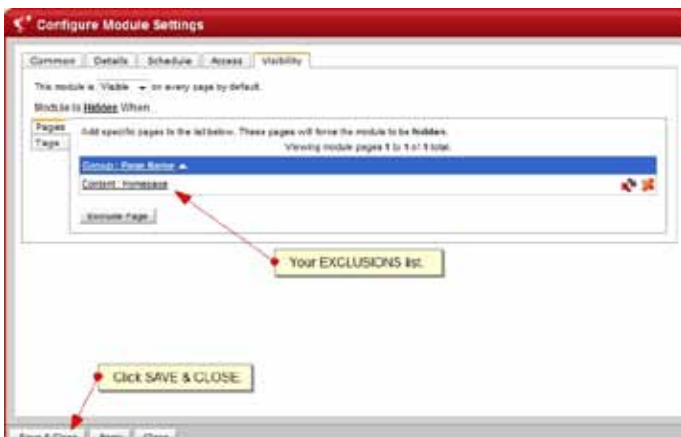 Configure Module Settings
Common Details Schedule Access Visibility
This module is Visible on every page by default.
Module is Hidden When...
Pages
Add specific pages to the list below. These pages will force the module to be hidden.
Tags
Viewing module pages 1 to 1 of 1 total.
Group : Page Name
Content : Homepage
Exclude Page
Your EXCLUSIONS list.
Click SAVE & CLOSE.
Save & Close Apply Close